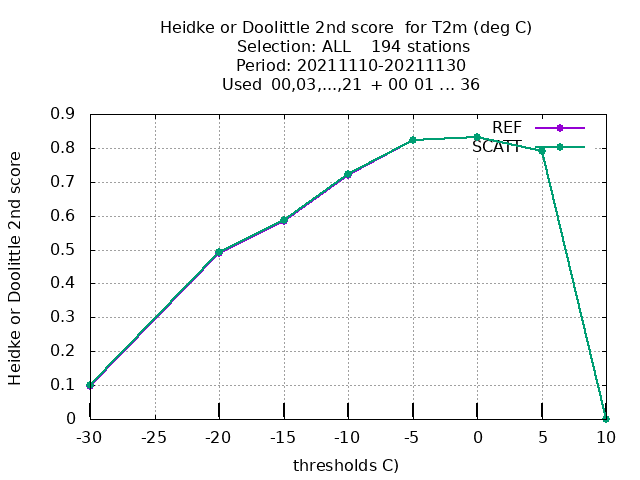 Heidke or Doolittle 2nd score  for T2m (deg C)
Selection: ALL    194 stations
Period: 20211110-20211130
Used  00,03,...,21  + 00 01 ... 36
REF
SCATT
Heidke or Doolittle 2nd score
0.9
0.8
0.7
0.6
0.5
0.4
0.3
0.2
0.1
0
-30 -25 -20 -15 -10 -5 0 5 10
thresholds C)